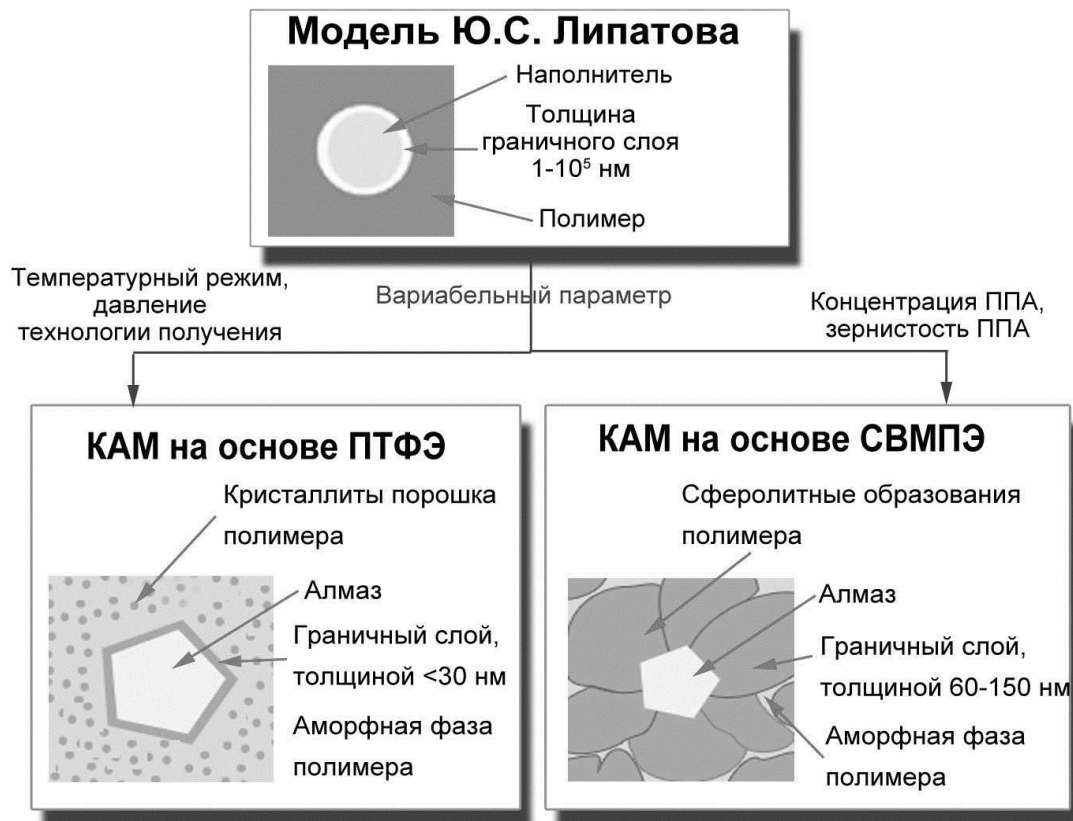 Модель Ю.С. Липатова
Наполнитель
Толщина
граничного слоя
1-10⁵ нм
Полимер
Температурный режим,
давление
технологии получения
Вариабельный параметр
Концентрация ППА,
зернистость ППА
КАМ на основе ПТФЭ
Кристаллиты порошка
полимера
Алмаз
Граничный слой,
толщиной <30 нм
Аморфная фаза
полимера
КАМ на основе СВМПЭ
Сферолитные образования
полимера
Алмаз
Граничный слой,
толщиной 60-150 нм
Аморфная фаза
полимера